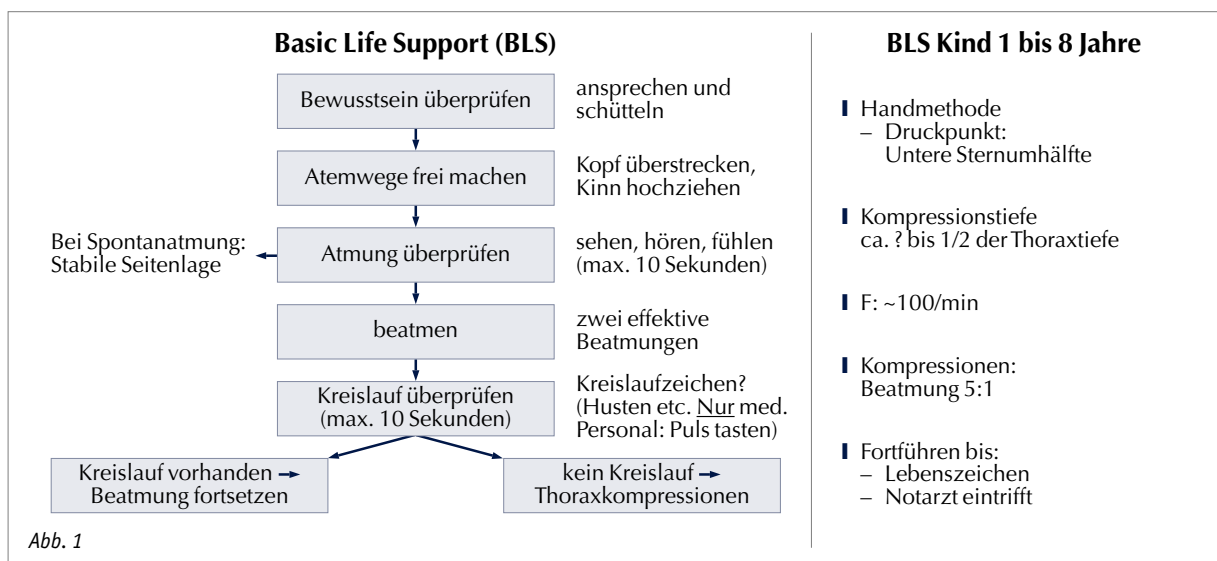 Basic Life Support (BLS)
Bewusstsein überprüfen
ansprechen und
schütteln
Atemwege frei machen
Kopf überstrecken,
Kinn hochziehen
Bei Spontanatmung:
Stabile Seitenlage
Atmung überprüfen
sehen, hören, fühlen
(max. 10 Sekunden)
beatmen
zwei effektive
Beatmungen
Kreislauf überprüfen
(max. 10 Sekunden)
Kreislaufzeichen?
(Husten etc. Nur med.
Personal: Puls tasten)
Kreislauf vorhanden →
Beatmung fortsetzen
kein Kreislauf →
Thoraxkompressionen
Abb. 1
BLS Kind 1 bis 8 Jahre
Handmethode
– Druckpunkt:
Untere Sternumhälfte
Kompressionstiefe
ca. ? bis 1/2 der Thoraxtiefe
F: ~100/min
Kompressionen:
Beatmung 5:1
Fortführen bis:
– Lebenszeichen
– Notarzt eintrifft